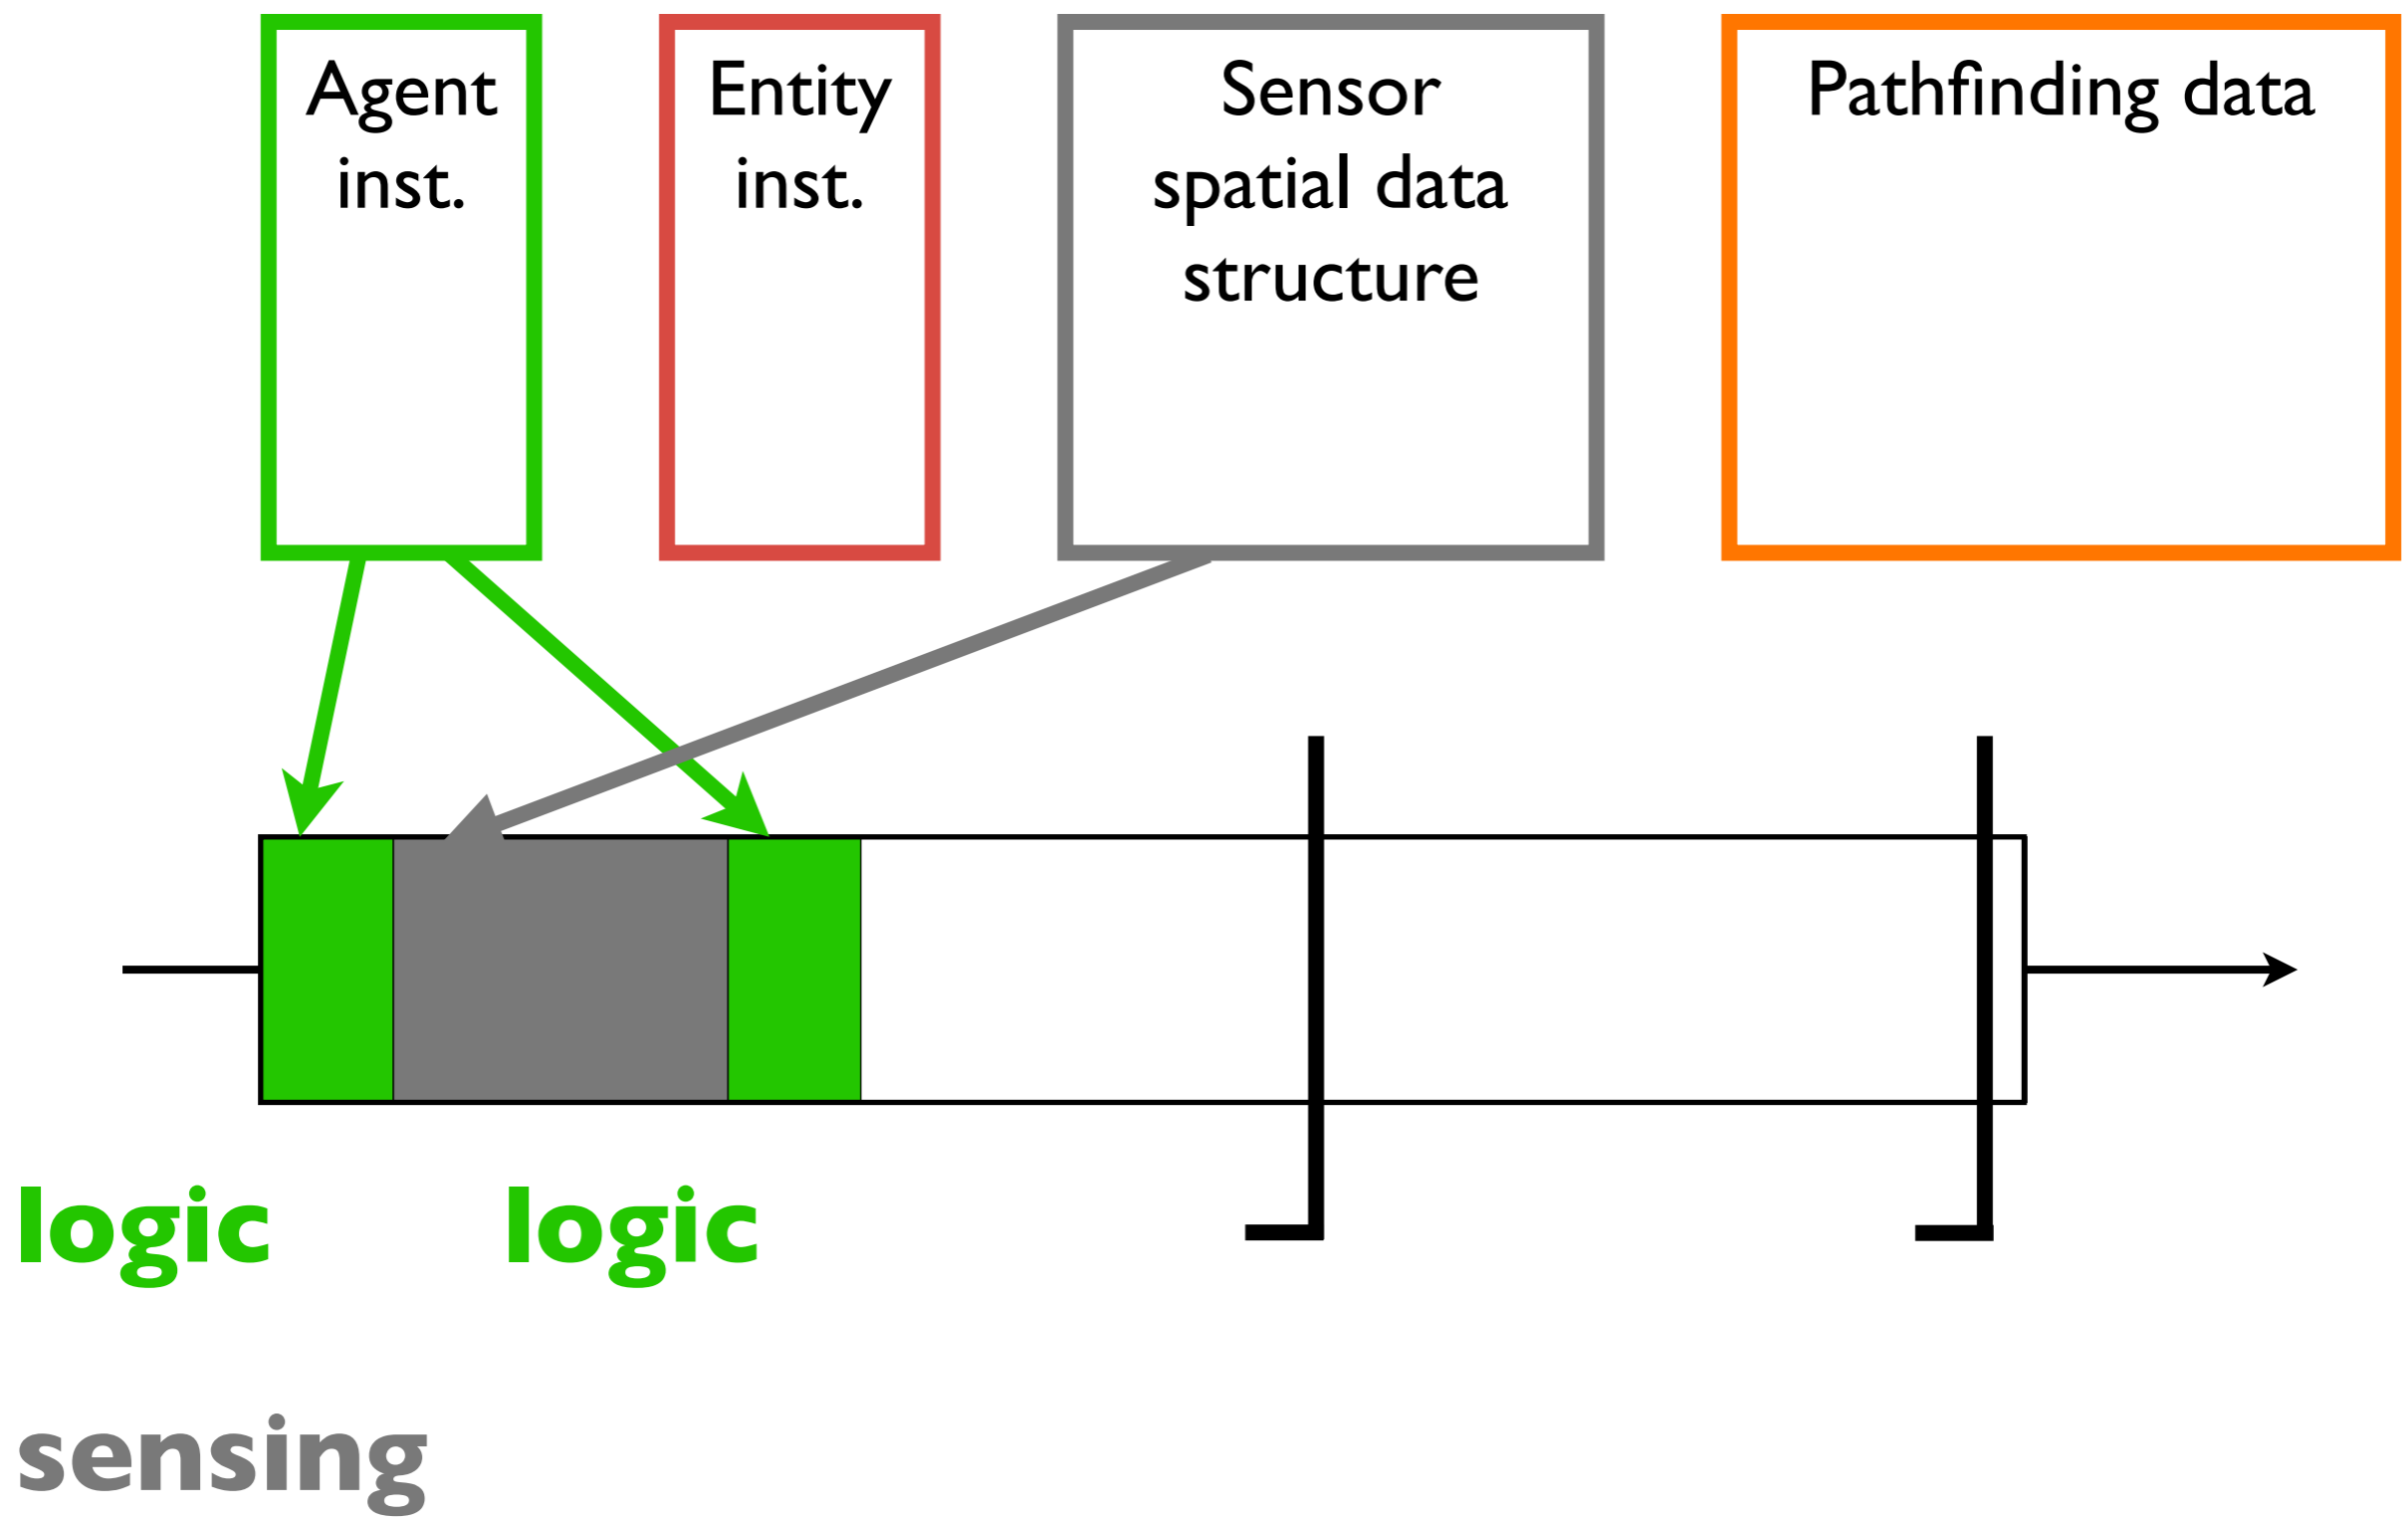 Agent
inst.
Entity
inst.
Sensor
spatial data
structure
Pathfinding data
logic
logic
sensing